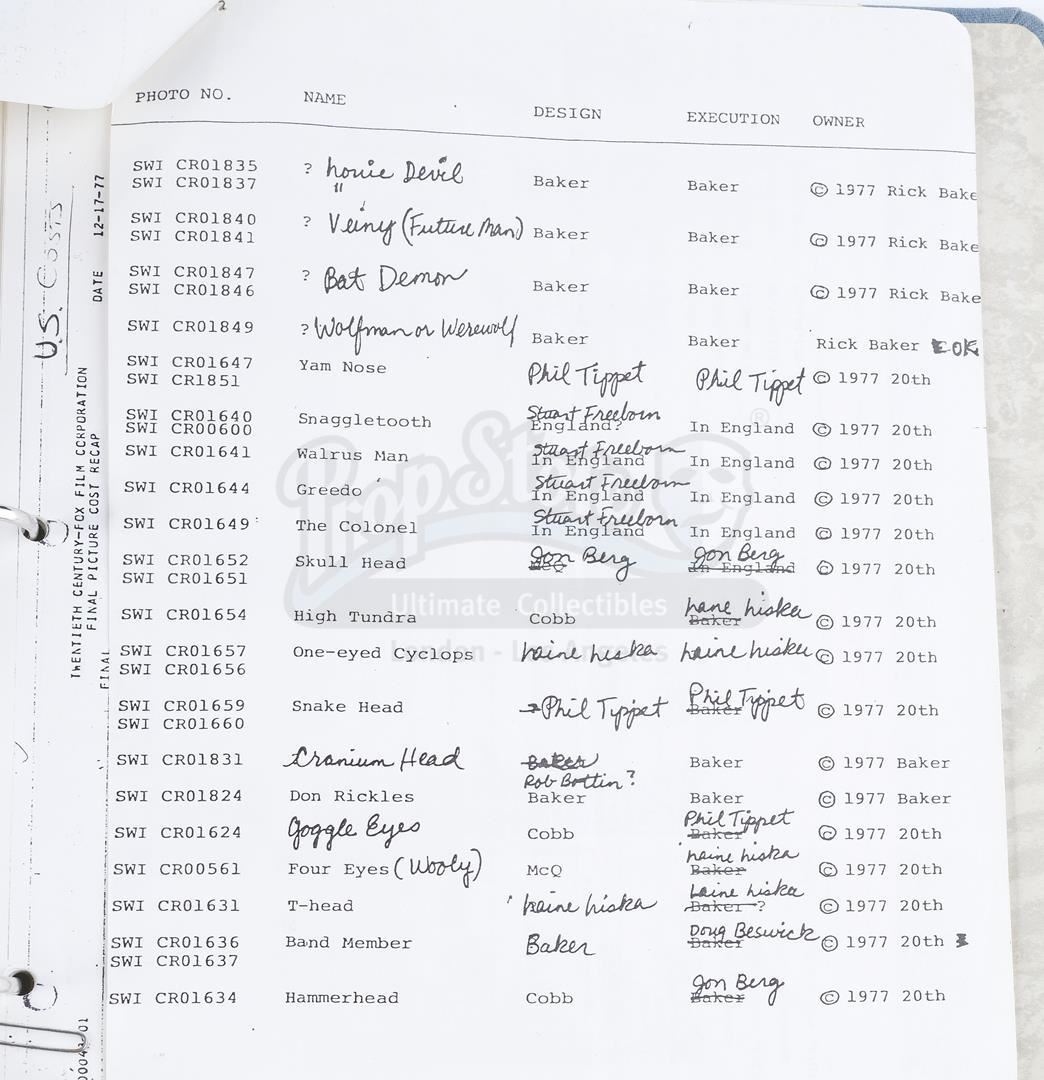 2
PHOTO NO. NAME DESIGN EXECUTION OWNER
SWI CR01835 ? Louie Devil
SWI CR01837 " Baker Baker © 1977 Rick Bake
SWI CR01840 ? Veiny (Future Man)
SWI CR01841 Baker Baker © 1977 Rick Bake
SWI CR01847 ? Bat Demon
SWI CR01846 Baker Baker © 1977 Rick Bake
SWI CR01849 ? Wolfman or Werewolf Baker Baker Rick Baker EOK
SWI CR01647 Yam Nose
SWI CR1851 Phil Tippet Phil Tippet © 1977 20th
SWI CR01640 Snaggletooth Stuart Freeborn
SWI CR00600 England? In England © 1977 20th
SWI CR01641 Walrus Man Stuart Freeborn
In England In England © 1977 20th
SWI CR01644 Greedo Stuart Freeborn
In England In England © 1977 20th
SWI CR01649 The Colonel Stuart Freeborn
In England In England © 1977 20th
SWI CR01652 Skull Head Jon Berg Jon Berg
SWI CR01651 McQ In England © 1977 20th
SWI CR01654 High Tundra Cobb Lane Liska
Baker © 1977 20th
SWI CR01657 One-eyed Cyclops Laine Liska Laine Liska © 1977 20th
SWI CR01656
SWI CR01659 Snake Head Phil Tippet Phil Tippet
SWI CR01660 Baker © 1977 20th
SWI CR01831 Cranium Head Baker Baker © 1977 Baker
Rob Bottin?
SWI CR01824 Don Rickles Baker Baker © 1977 Baker
SWI CR01624 Goggle Eyes Cobb Phil Tippet
Baker © 1977 20th
SWI CR00561 Four Eyes (Wooly) McQ Laine Liska
Baker © 1977 20th
SWI CR01631 T-head Laine Liska Laine Liska
Baker ? © 1977 20th
SWI CR01636 Band Member Baker Doug Beswick
Baker © 1977 20th
SWI CR01637
SWI CR01634 Hammerhead Cobb Jon Berg
Baker © 1977 20th
PropSto
®
Ultimate Collectibles
London - Los Angeles
U.S. Costs
TWENTIETH CENTURY-FOX FILM CORPORATION
FINAL PICTURE COST RECAP
DATE 12-17-77
FINAL